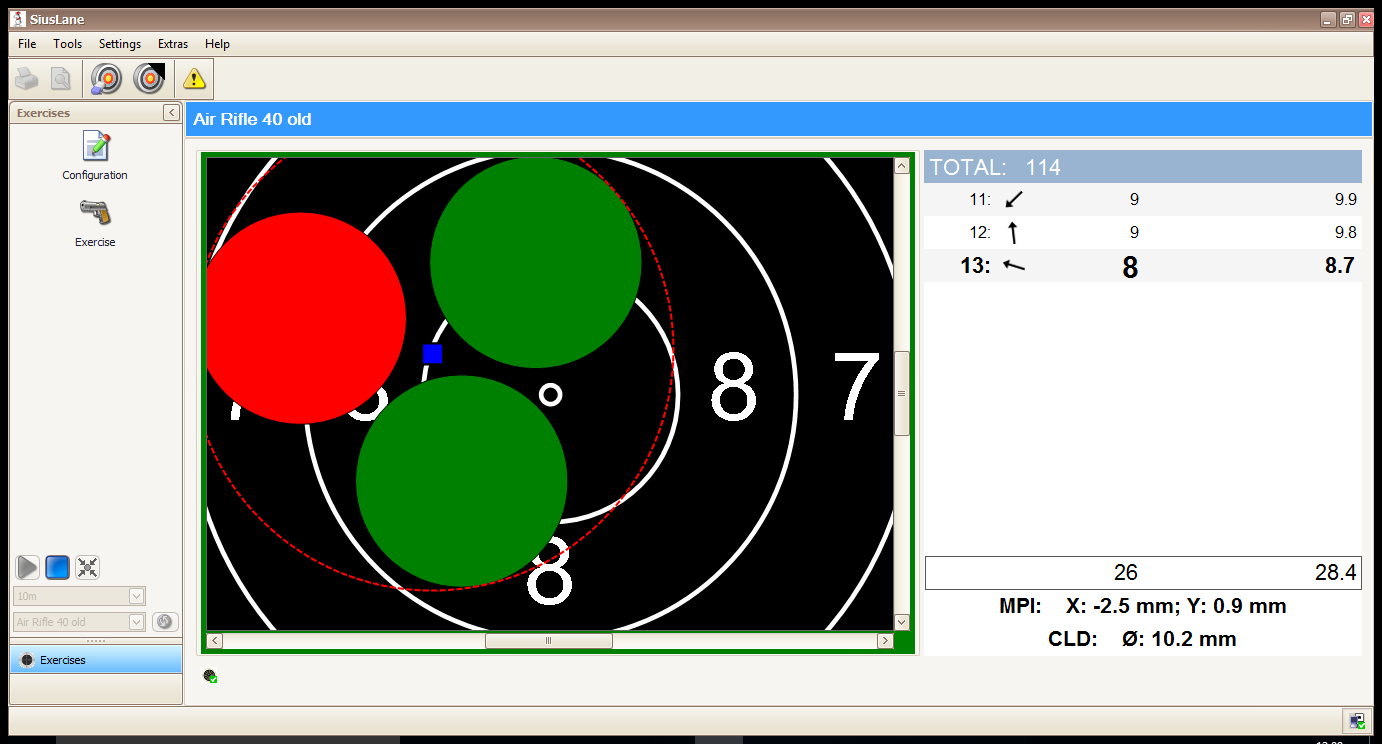 SiusLane
File Tools Settings Extras Help
Exercises
Configuration
Exercise
10m
Air Rifle 40 old
Exercises
Air Rifle 40 old
8 7
8
TOTAL: 114
11: 9 9.9
12: 9 9.8
13: 8 8.7
26 28.4
MPI: X: -2.5 mm; Y: 0.9 mm
CLD: Ø: 10.2 mm